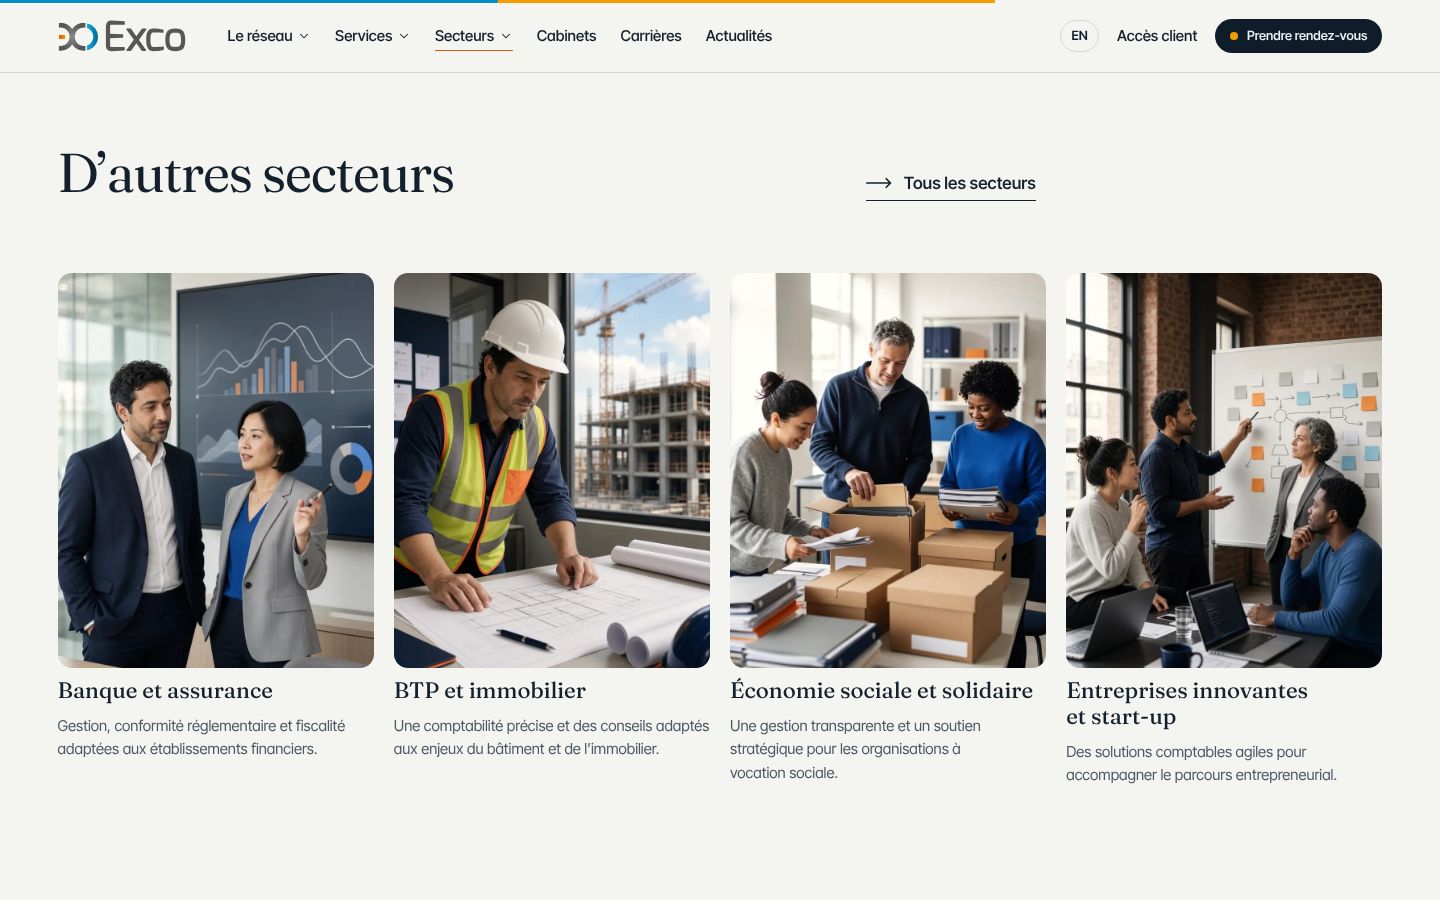 Exco
Le réseau
Services
Secteurs
Cabinets
Carrières
Actualités
EN
Accès client
Prendre rendez-vous
D’autres secteurs
Tous les secteurs
Banque et assurance
Gestion, conformité réglementaire et fiscalité
adaptées aux établissements financiers.
BTP et immobilier
Une comptabilité précise et des conseils adaptés
aux enjeux du bâtiment et de l’immobilier.
Économie sociale et solidaire
Une gestion transparente et un soutien
stratégique pour les organisations à
vocation sociale.
Entreprises innovantes
et start-up
Des solutions comptables agiles pour
accompagner le parcours entrepreneurial.